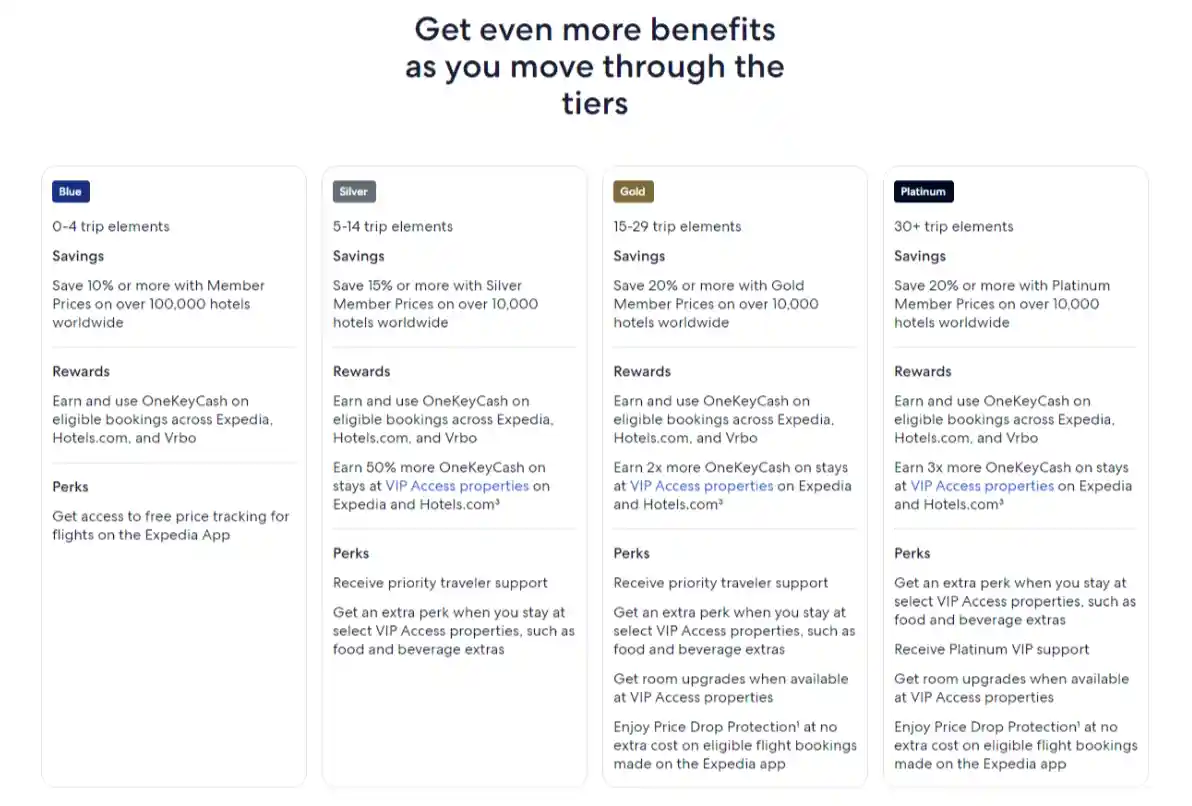 Get even more benefits
as you move through the
tiers
Blue
0-4 trip elements
Savings
Save 10% or more with Member
Prices on over 100,000 hotels
worldwide
Rewards
Earn and use OneKeyCash on
eligible bookings across Expedia,
Hotels.com, and Vrbo
Perks
Get access to free price tracking for
flights on the Expedia App
Silver
5-14 trip elements
Savings
Save 15% or more with Silver
Member Prices on over 10,000
hotels worldwide
Rewards
Earn and use OneKeyCash on
eligible bookings across Expedia,
Hotels.com, and Vrbo
Earn 50% more OneKeyCash on
stays at VIP Access properties on
Expedia and Hotels.com³
Perks
Receive priority traveler support
Get an extra perk when you stay at
select VIP Access properties, such as
food and beverage extras
Gold
15-29 trip elements
Savings
Save 20% or more with Gold
Member Prices on over 10,000
hotels worldwide
Rewards
Earn and use OneKeyCash on
eligible bookings across Expedia,
Hotels.com, and Vrbo
Earn 2x more OneKeyCash on stays
at VIP Access properties on Expedia
and Hotels.com³
Perks
Receive priority traveler support
Get an extra perk when you stay at
select VIP Access properties, such as
food and beverage extras
Get room upgrades when available
at VIP Access properties
Enjoy Price Drop Protection¹ at no
extra cost on eligible flight bookings
made on the Expedia app
Platinum
30+ trip elements
Savings
Save 20% or more with Platinum
Member Prices on over 10,000
hotels worldwide
Rewards
Earn and use OneKeyCash on
eligible bookings across Expedia,
Hotels.com, and Vrbo
Earn 3x more OneKeyCash on stays
at VIP Access properties on Expedia
and Hotels.com³
Perks
Get an extra perk when you stay at
select VIP Access properties, such as
food and beverage extras
Receive Platinum VIP support
Get room upgrades when available
at VIP Access properties
Enjoy Price Drop Protection¹ at no
extra cost on eligible flight bookings
made on the Expedia app